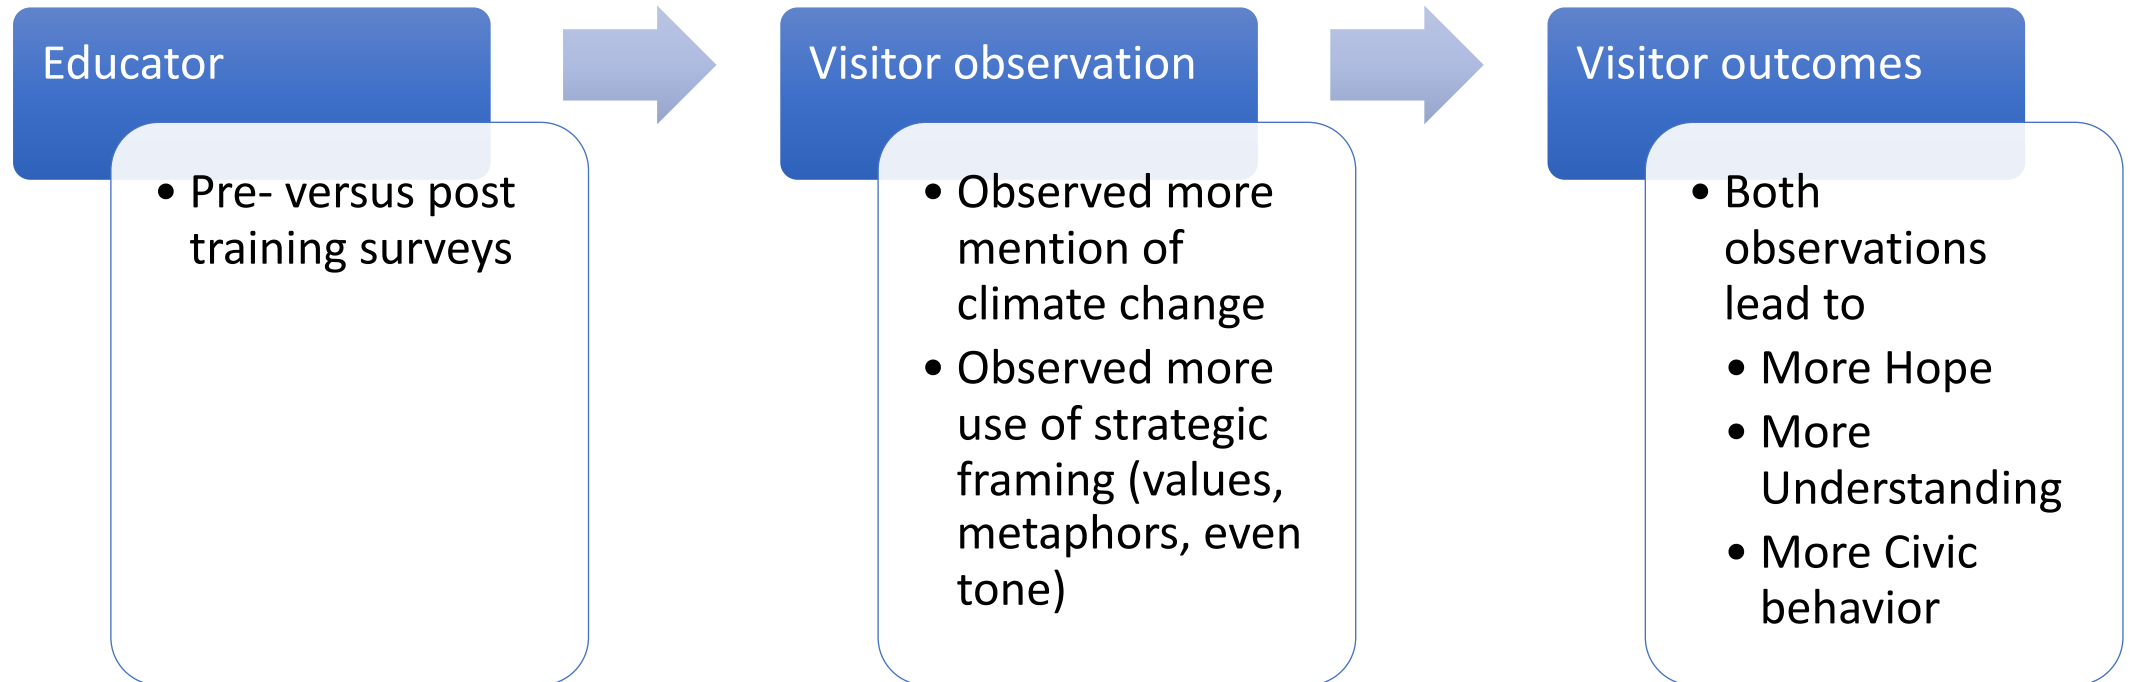 Educator
• Pre- versus post
training surveys
Visitor observation
• Observed more
mention of
climate change
• Observed more
use of strategic
framing (values,
metaphors, even
tone)
Visitor outcomes
• Both
observations
lead to
• More Hope
• More
Understanding
• More Civic
behavior